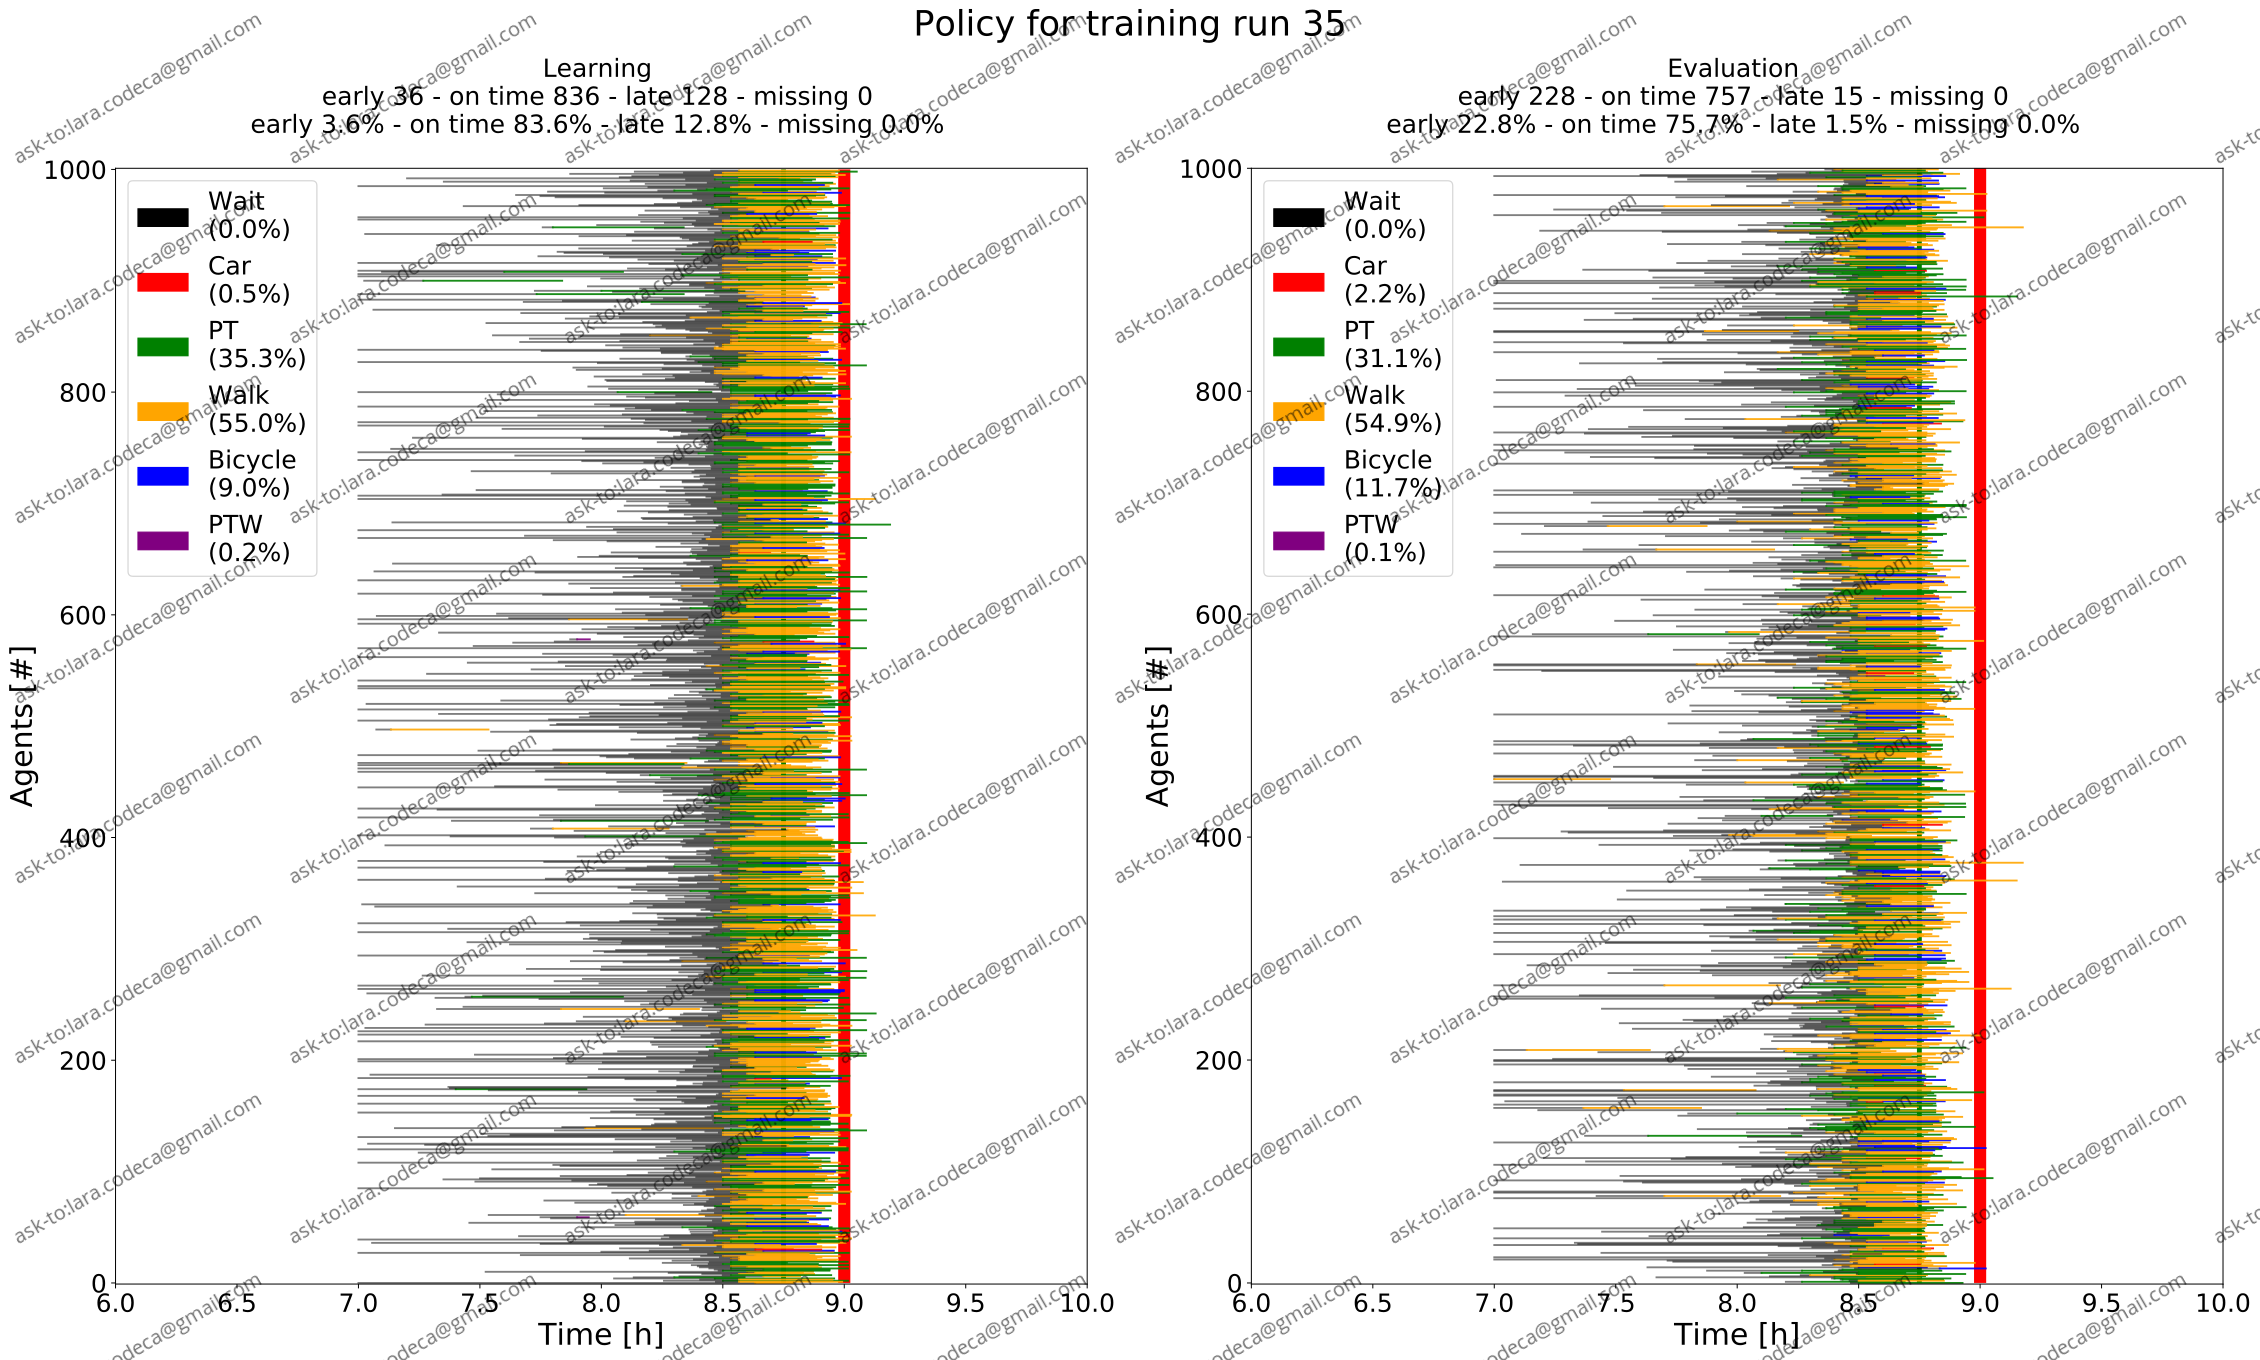 Policy for training run 35
Learning
early 36 - on time 836 - late 128 - missing 0
early 3.6% - on time 83.6% - late 12.8% - missing 0.0%
Agents [#]
1000
800
600
400
200
0
Wait
(0.0%)
Car
(0.5%)
PT
(35.3%)
Walk
(55.0%)
Bicycle
(9.0%)
PTW
(0.2%)
6.0 6.5 7.0 7.5 8.0 8.5 9.0 9.5 10.0
Time [h]
Evaluation
early 228 - on time 757 - late 15 - missing 0
early 22.8% - on time 75.7% - late 1.5% - missing 0.0%
Agents [#]
1000
800
600
400
200
0
Wait
(0.0%)
Car
(2.2%)
PT
(31.1%)
Walk
(54.9%)
Bicycle
(11.7%)
PTW
(0.1%)
6.0 6.5 7.0 7.5 8.0 8.5 9.0 9.5 10.0
Time [h]
ask-to:lara.codeca@gmail.com